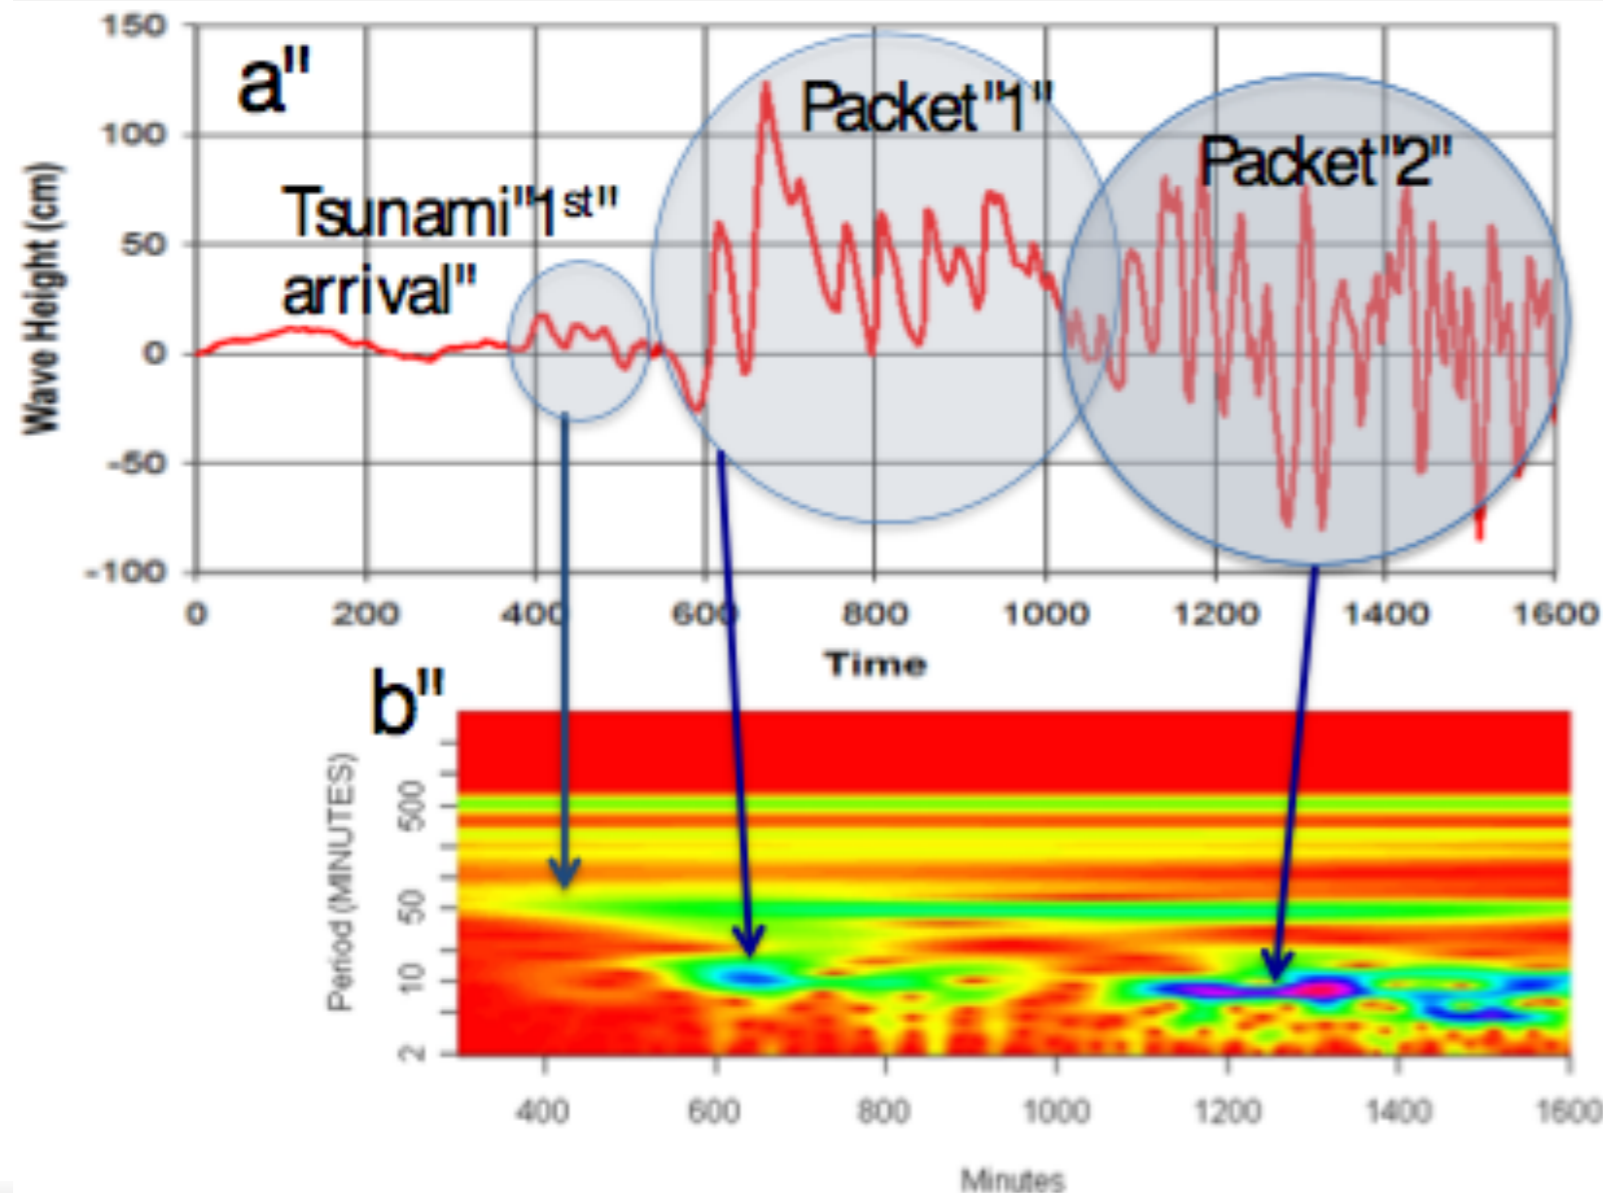 150
a"
Packet"1"
100
Packet"2"
Tsunami"1st"
arrival"
50
0
-50
-100
Wave Height (cm)
0 200 400 600 800 1000 1200 1400 1600
Time
b"
Period (MINUTES)
500
50
10
2
400 600 800 1000 1200 1400 1600
Minutes